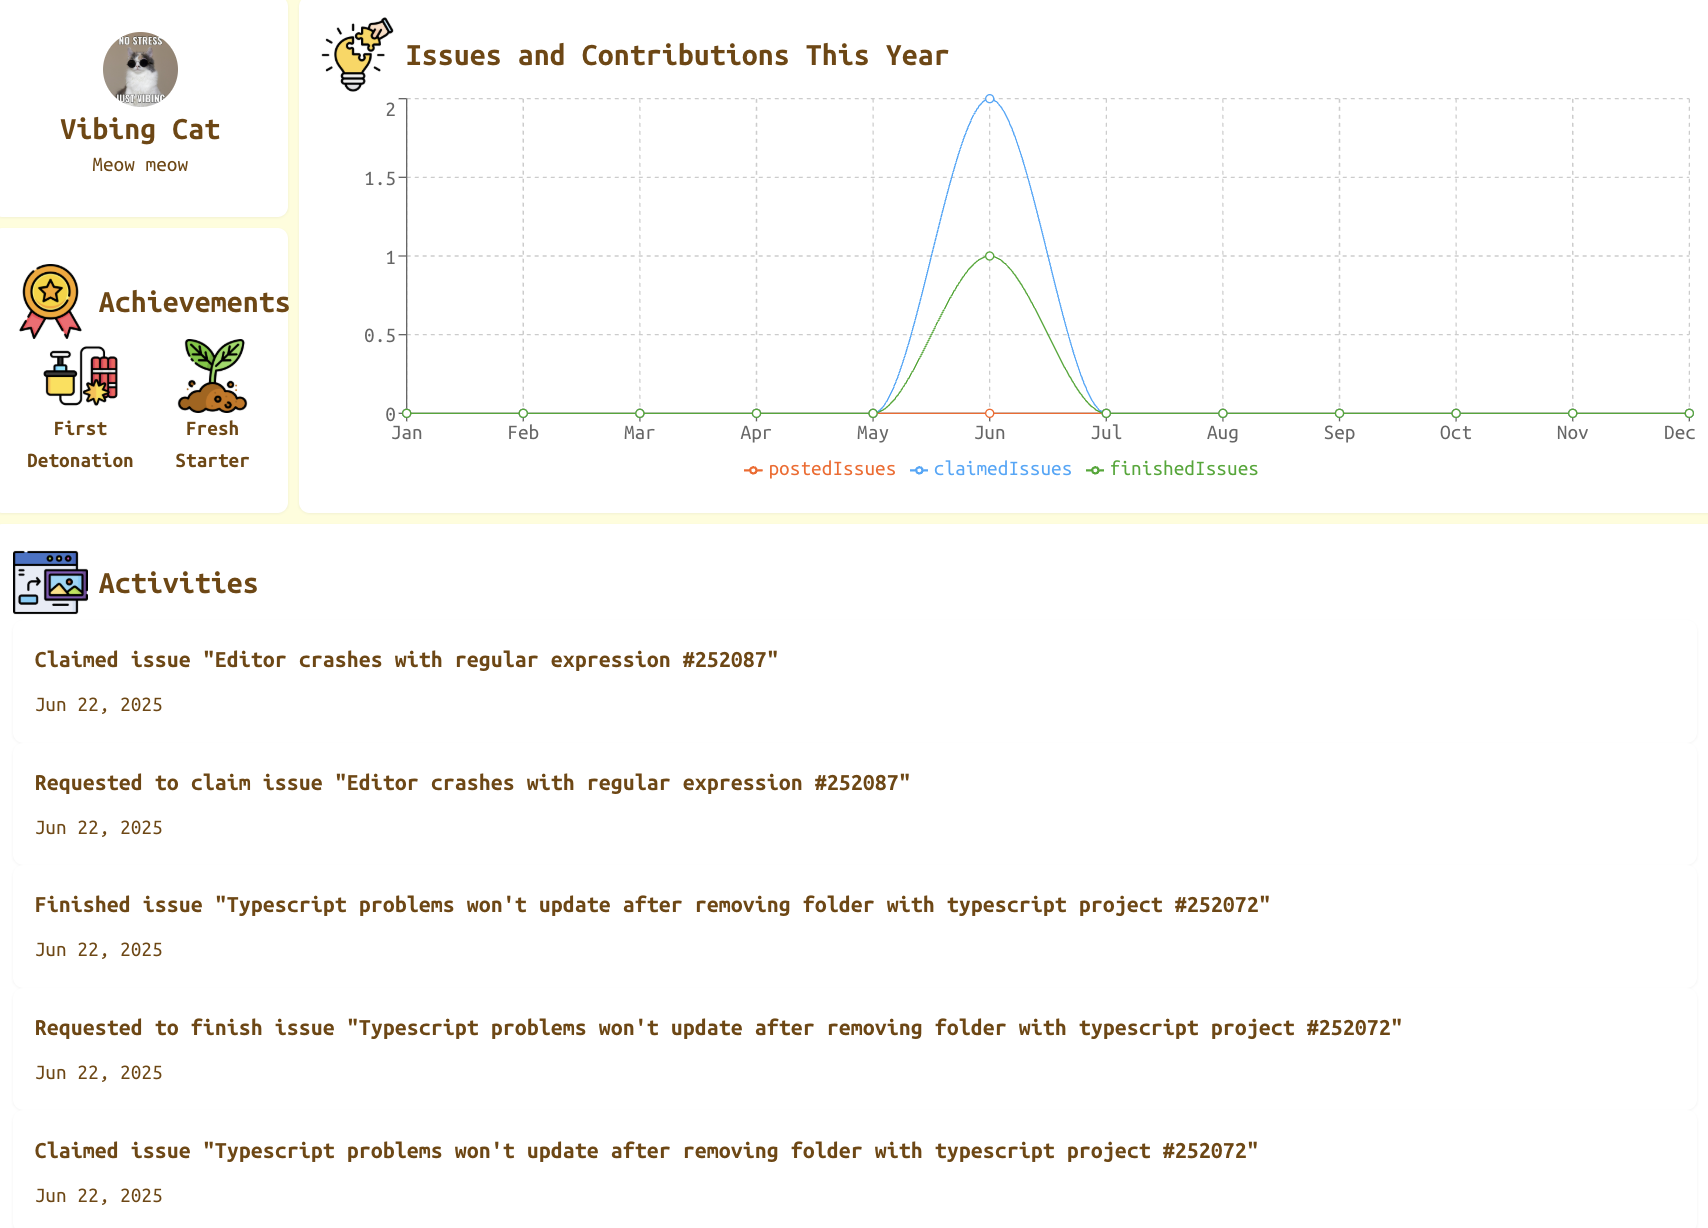 NO STRESS
JUST VIBING
Vibing Cat
Meow meow
Achievements
First
Detonation
Fresh
Starter
Issues and Contributions This Year
2
1.5
1
0.5
0
Jan Feb Mar Apr May Jun Jul Aug Sep Oct Nov Dec
postedIssues claimedIssues finishedIssues
Activities
Claimed issue "Editor crashes with regular expression #252087"
Jun 22, 2025
Requested to claim issue "Editor crashes with regular expression #252087"
Jun 22, 2025
Finished issue "Typescript problems won't update after removing folder with typescript project #252072"
Jun 22, 2025
Requested to finish issue "Typescript problems won't update after removing folder with typescript project #252072"
Jun 22, 2025
Claimed issue "Typescript problems won't update after removing folder with typescript project #252072"
Jun 22, 2025